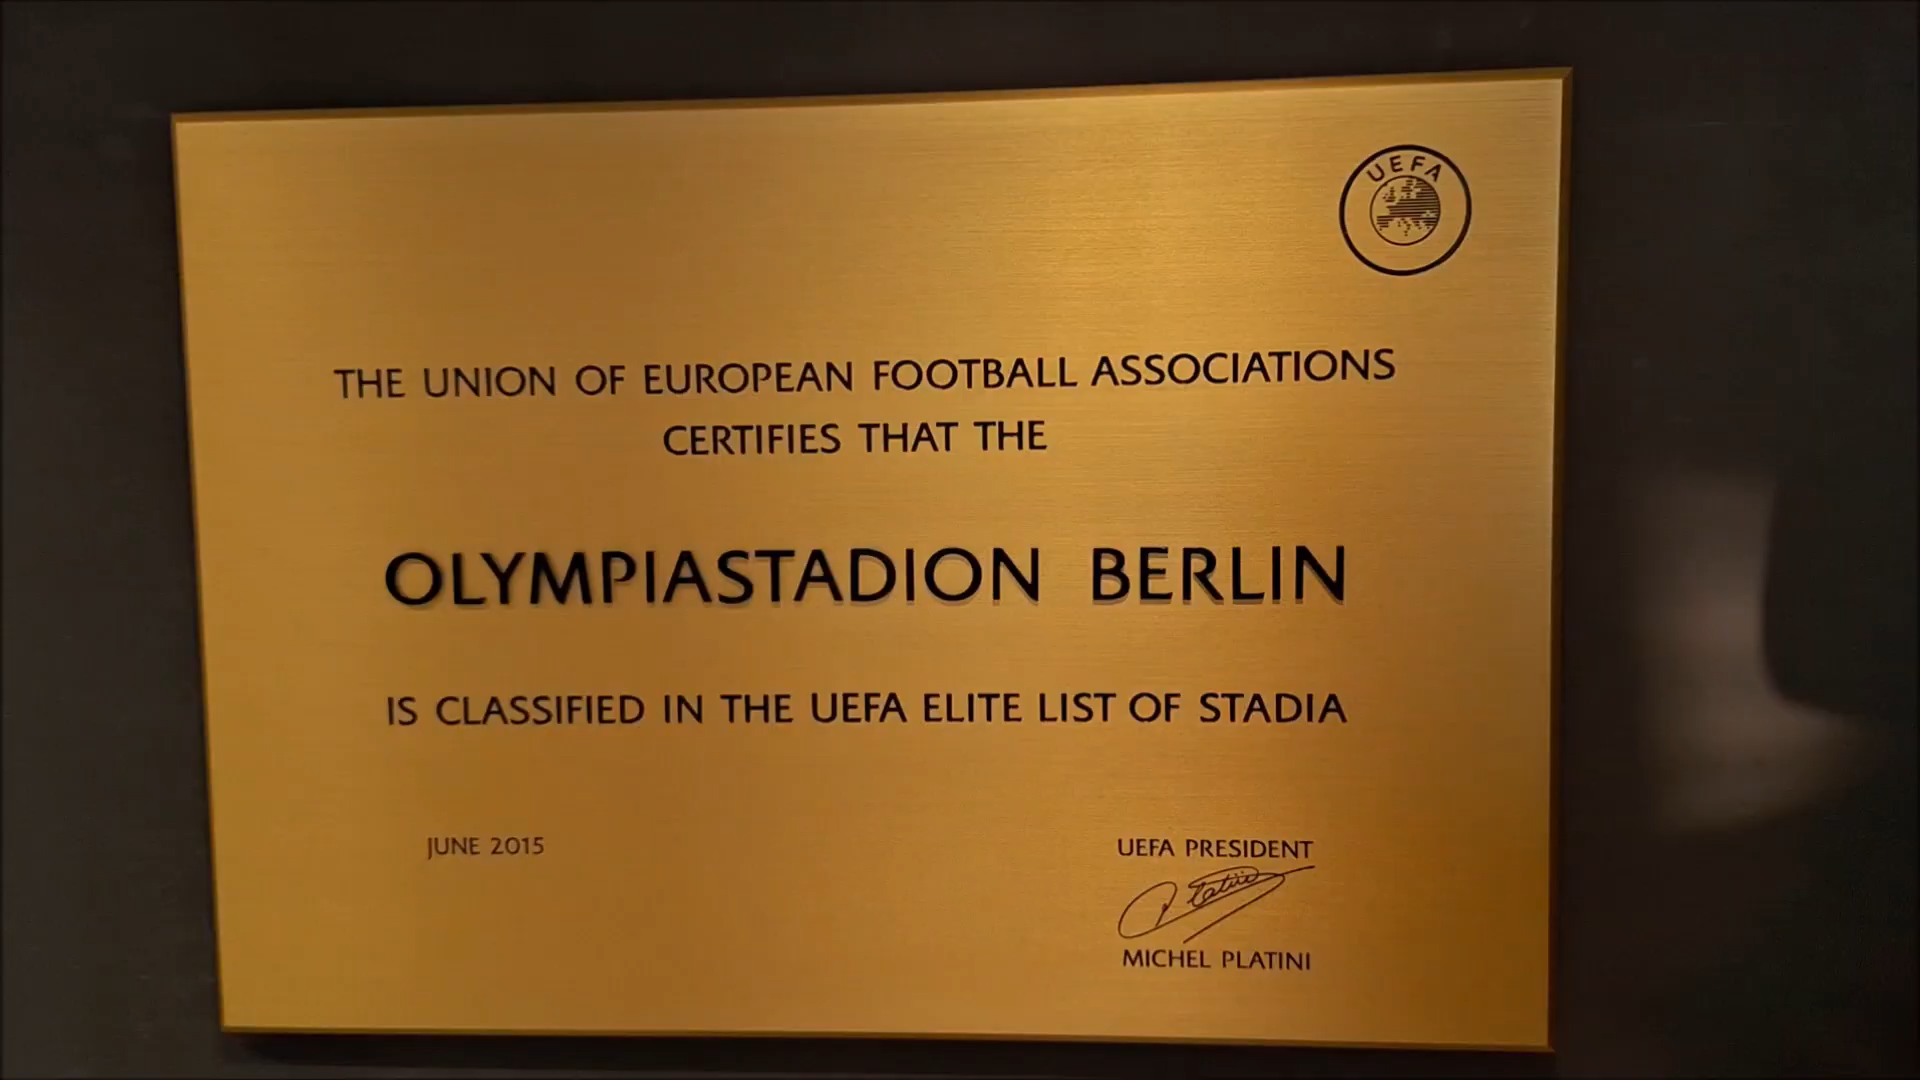 UEFA
THE UNION OF EUROPEAN FOOTBALL ASSOCIATIONS
CERTIFIES THAT THE
OLYMPIASTADION BERLIN
IS CLASSIFIED IN THE UEFA ELITE LIST OF STADIA
JUNE 2015
UEFA PRESIDENT
Platini
MICHEL PLATINI